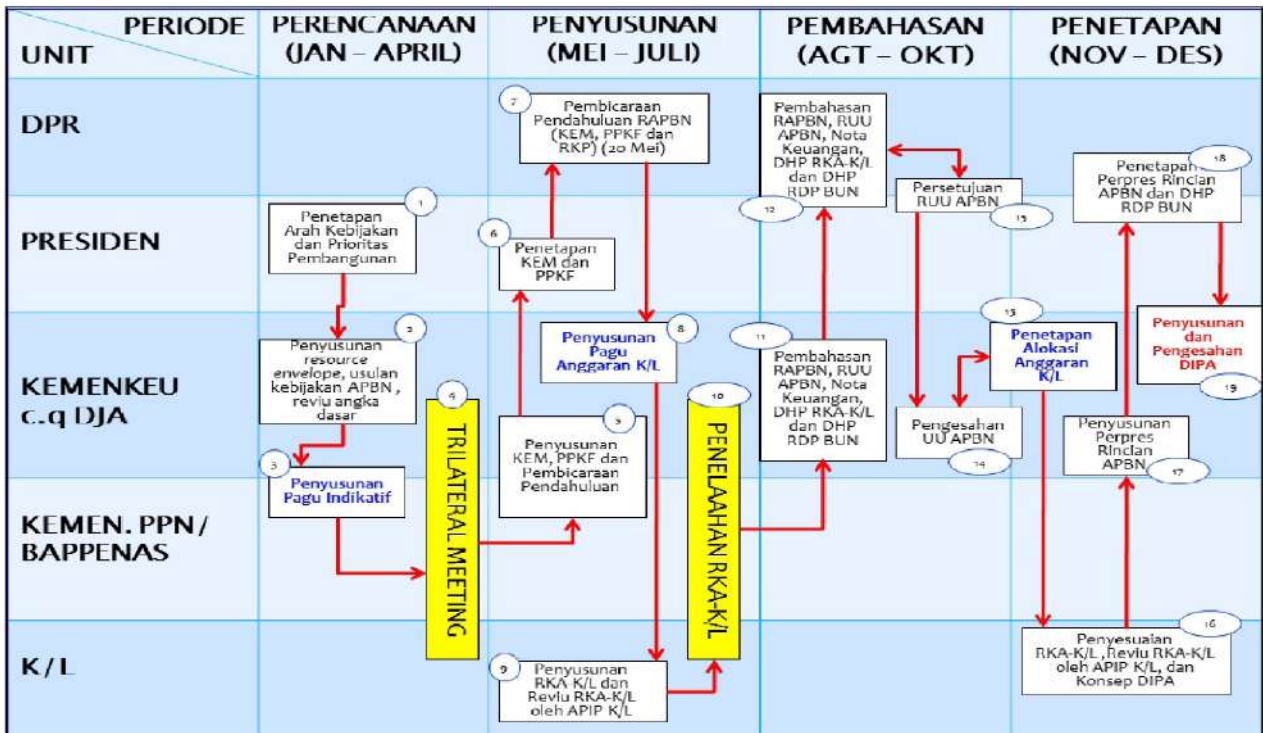 PERIODE
UNIT
PERENCANAAN
(JAN – APRIL)
PENYUSUNAN
(MEI – JULI)
PEMBAHASAN
(AGT – OKT)
PENETAPAN
(NOV – DES)
DPR
7
Pembicaraan
Pendahuluan RAPBN
(KEM, PPKF dan
RKP) (20 Mei)
Pembahasan
RAPBN, RUU
APBN, Nota
Keuangan,
DHP RKA-K/L
dan DHP
RDP BUN
12
Persetujuan
RUU APBN
13
18
Penetapan
Perpres Rincian
APBN dan DHP
RDP BUN
PRESIDEN
1
Penetapan
Arah Kebijakan
dan Prioritas
Pembangunan
6
Penetapan
KEM dan
PPKF
KEMENKEU
c.q DJA
2
Penyusunan
resource
envelope, usulan
kebijakan APBN ,
reviu angka
dasar
3
Penyusunan
Pagu Indikatif
4
TRILATERAL MEETING
8
Penyusunan
Pagu
Anggaran K/L
5
Penyusunan
KEM, PPKF dan
Pembicaraan
Pendahuluan
10
PENELAAHAN RKA-K/L
11
Pembahasan
RAPBN, RUU
APBN, Nota
Keuangan,
DHP RKA-K/L
dan DHP
RDP BUN
Pengesahan
UU APBN
14
Penetapan
Alokasi
Anggaran
K/L
Penyusunan
dan
Pengesahan
DIPA
19
Penyusunan
Perpres
Rincian
APBN
17
KEMEN. PPN /
BAPPENAS
K / L
9
Penyusunan
RKA-K/L dan
Reviu RKA-K/L
oleh APIP K/L
16
Penyesuaian
RKA-K/L ,Reviu RKA-K/L
oleh APIP K/L, dan
Konsep DIPA